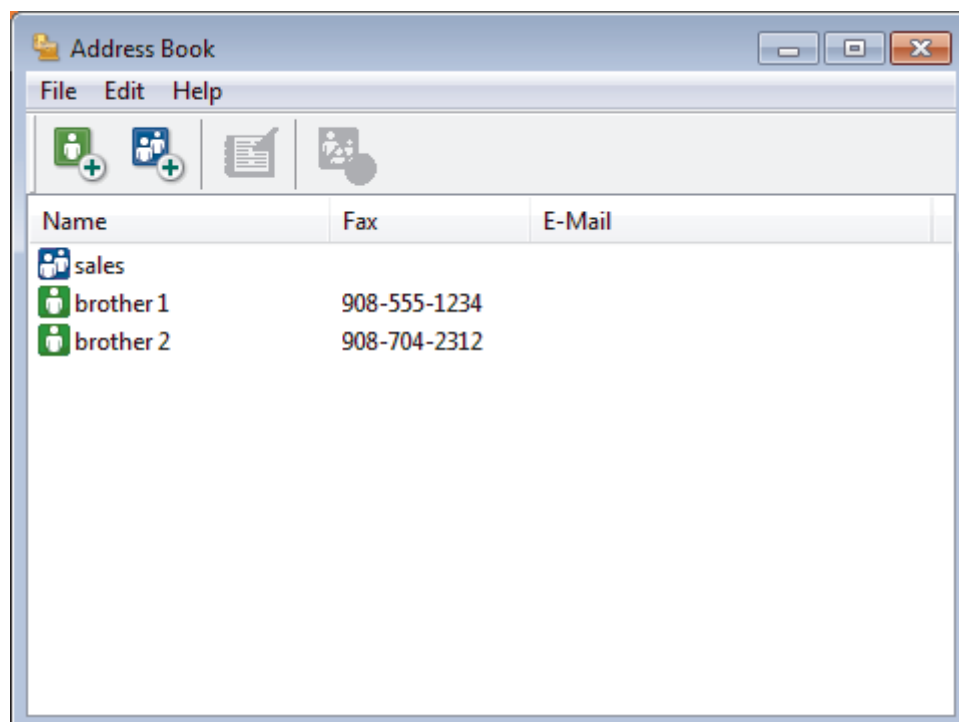 Address Book
File Edit Help
Name Fax E-Mail
sales
brother 1 908-555-1234
brother 2 908-704-2312